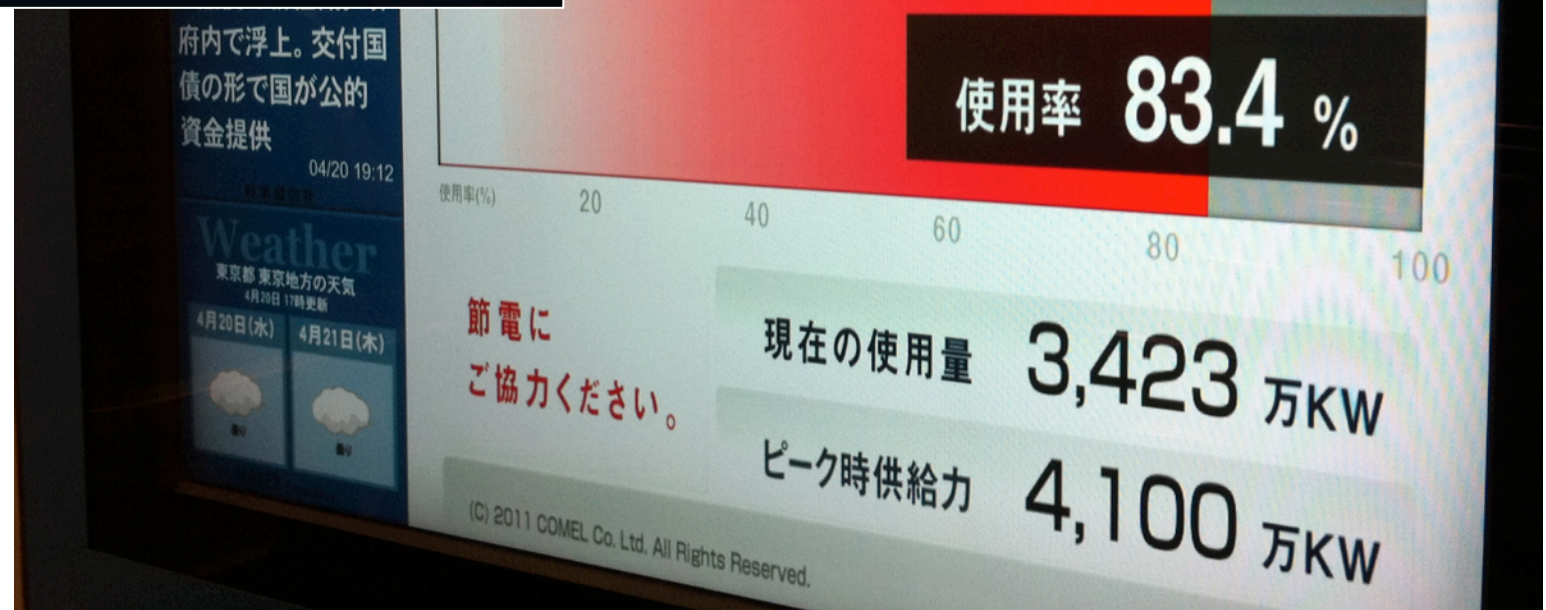 府内で浮上。交付国
債の形で国が公的
資金提供
04/20 19:12
Weather
東京都 東京地方の天気
4月20日 17時更新
4月20日(水)
4月21日(木)
曇り
曇り
使用率 83.4 %
使用率(%) 20 40 60 80 100
節電に
ご協力ください。
現在の使用量 3,423 万KW
ピーク時供給力 4,100 万KW
(C) 2011 COMEL Co. Ltd. All Rights Reserved.